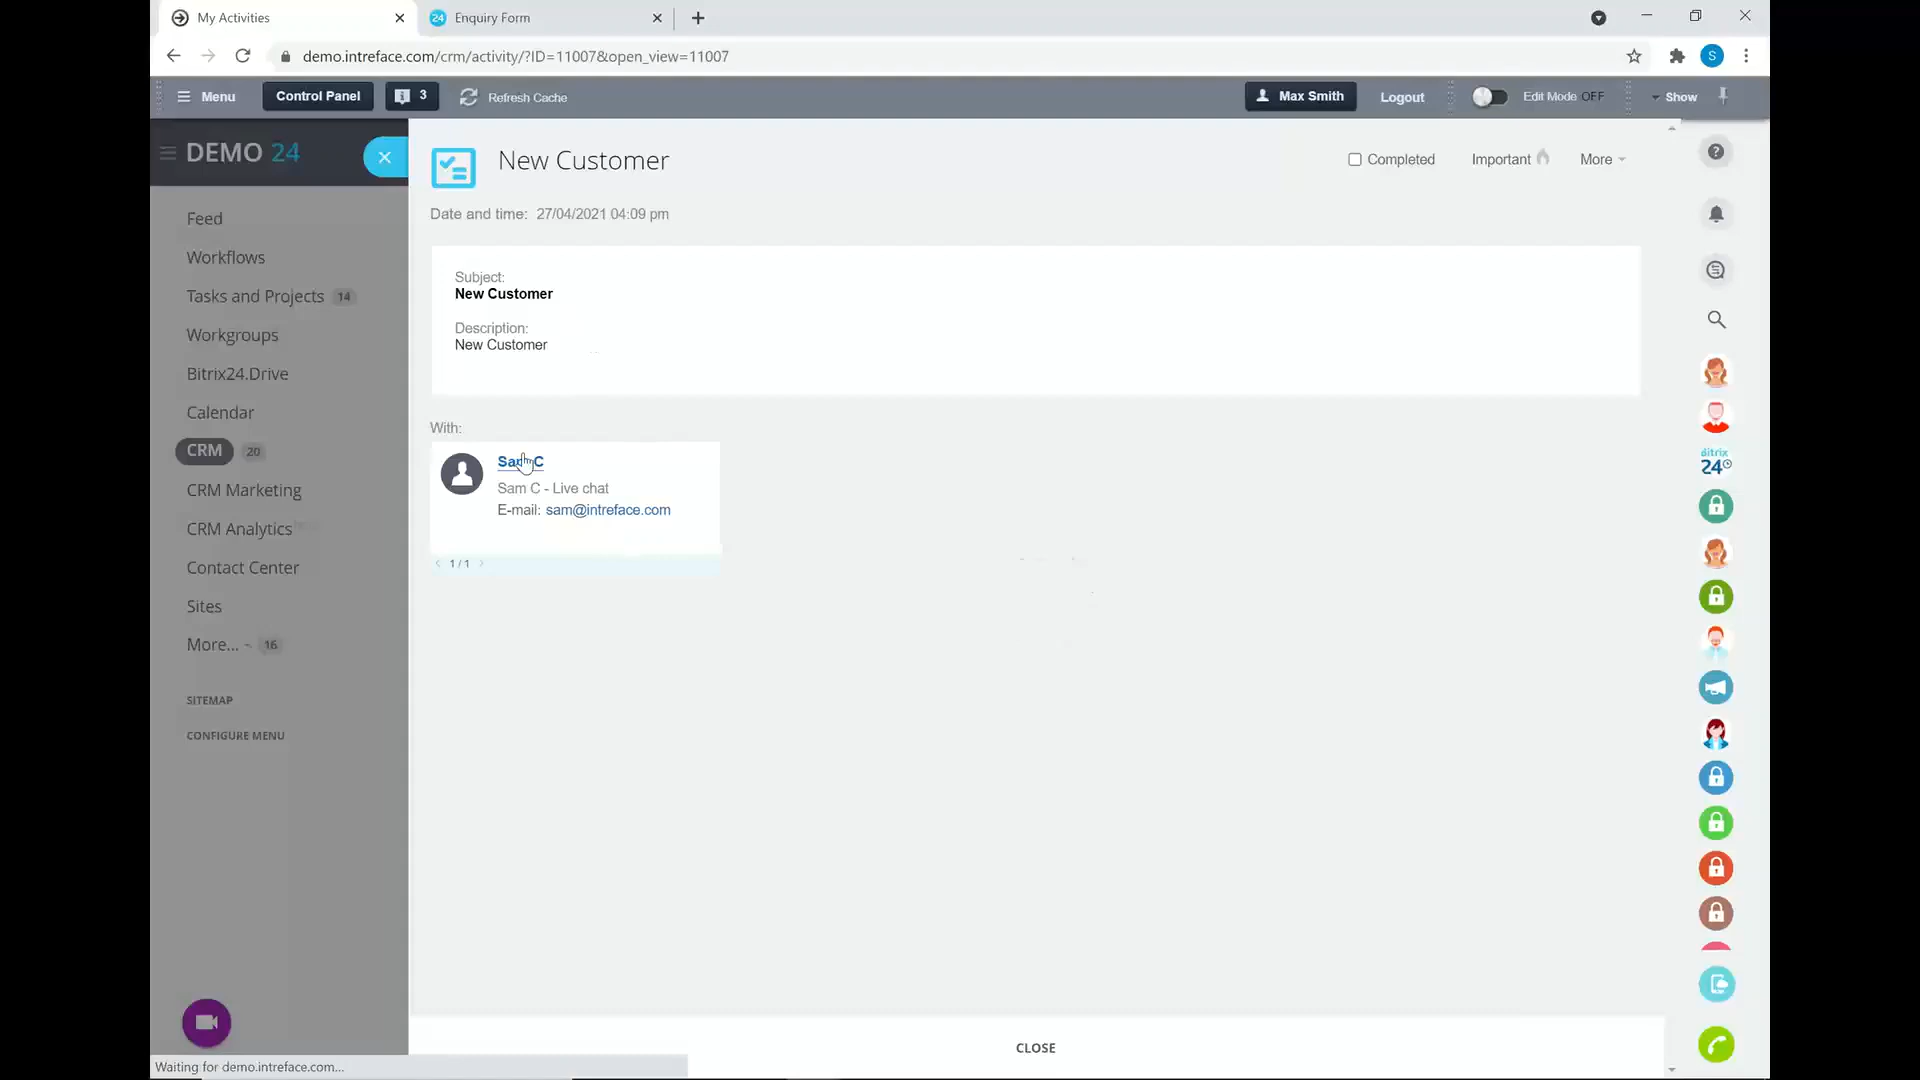 My Activities
24 Enquiry Form
demo.intreface.com/crm/activity/?ID=11007&open_view=11007
S
Menu
Control Panel
3
Refresh Cache
Max Smith
Logout
Edit Mode OFF
Show
DEMO 24
Feed
Workflows
Tasks and Projects 14
Workgroups
Bitrix24.Drive
Calendar
CRM 20
CRM Marketing
CRM Analytics
Contact Center
Sites
More... 16
SITEMAP
CONFIGURE MENU
New Customer
Completed
Important
More
Date and time: 27/04/2021 04:09 pm
Subject:
New Customer
Description:
New Customer
With:
Sam C
Sam C - Live chat
E-mail: sam@intreface.com
1 / 1
Bitrix
24
CLOSE
Waiting for demo.intreface.com...